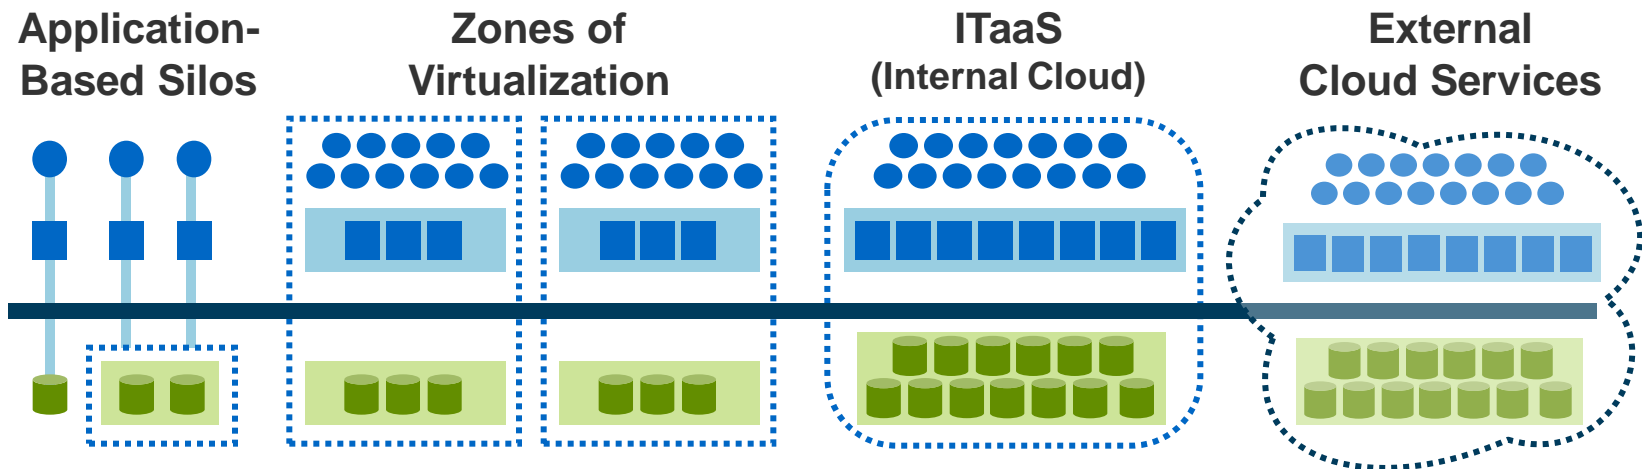 Application-
Based Silos
Zones of
Virtualization
ITaaS
(Internal Cloud)
External
Cloud Services